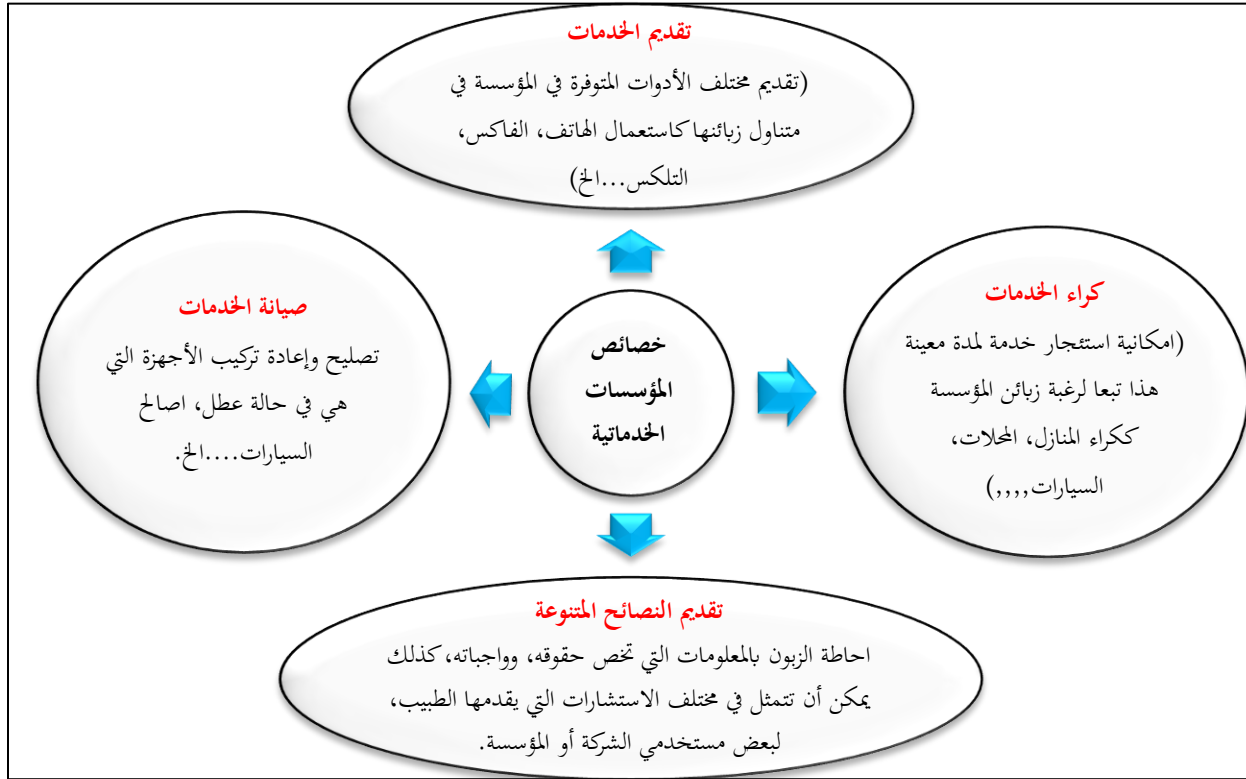 تقديم الخدمات
(تقديم مختلف الأدوات المتوفرة في المؤسسة في
متناول زبائنها كاستعمال الهاتف، الفاكس،
التلكس...الخ)
كراء الخدمات
(امكانية استئجار خدمة لمدة معينة
هذا تبعا لرغبة زبائن المؤسسة
ككراء المنازل، المحلات،
السيارات,,,,)
خصائص
المؤسسات
الخدماتية
صيانة الخدمات
تصليح وإعادة تركيب الأجهزة التي
هي في حالة عطل، اصالح
السيارات....الخ.
تقديم النصائح المتنوعة
احاطة الزبون بالمعلومات التي تخص حقوقه، وواجباته، كذلك
يمكن أن تتمثل في مختلف الاستشارات التي يقدمها الطبيب،
لبعض مستخدمي الشركة أو المؤسسة.